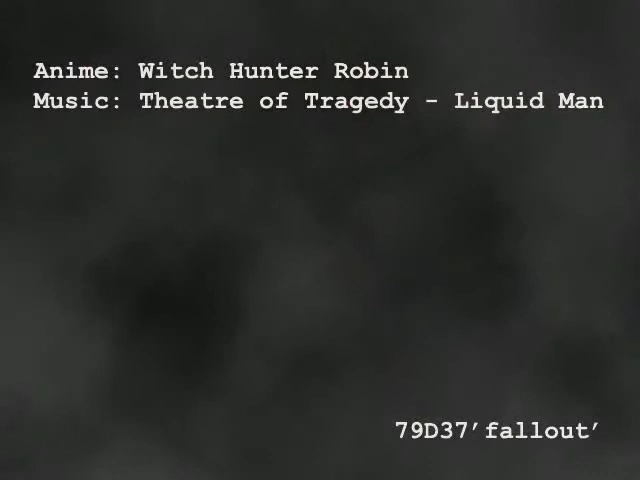 Anime: Witch Hunter Robin
Music: Theatre of Tragedy - Liquid Man
79D37'fallout'